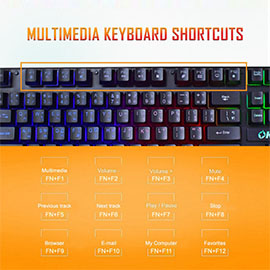 MULTIMEDIA KEYBOARD SHORTCUTS
Multimedia Volume - Volume + Mute
FN+F1 FN+F2 FN+F3 FN+F4
Previous track Next track Play / Pause Stop
FN+F5 FN+F6 FN+F7 FN+F8
Browser E-mail My Computer Favorites
FN+F9 FN+F10 FN+F11 FN+F12